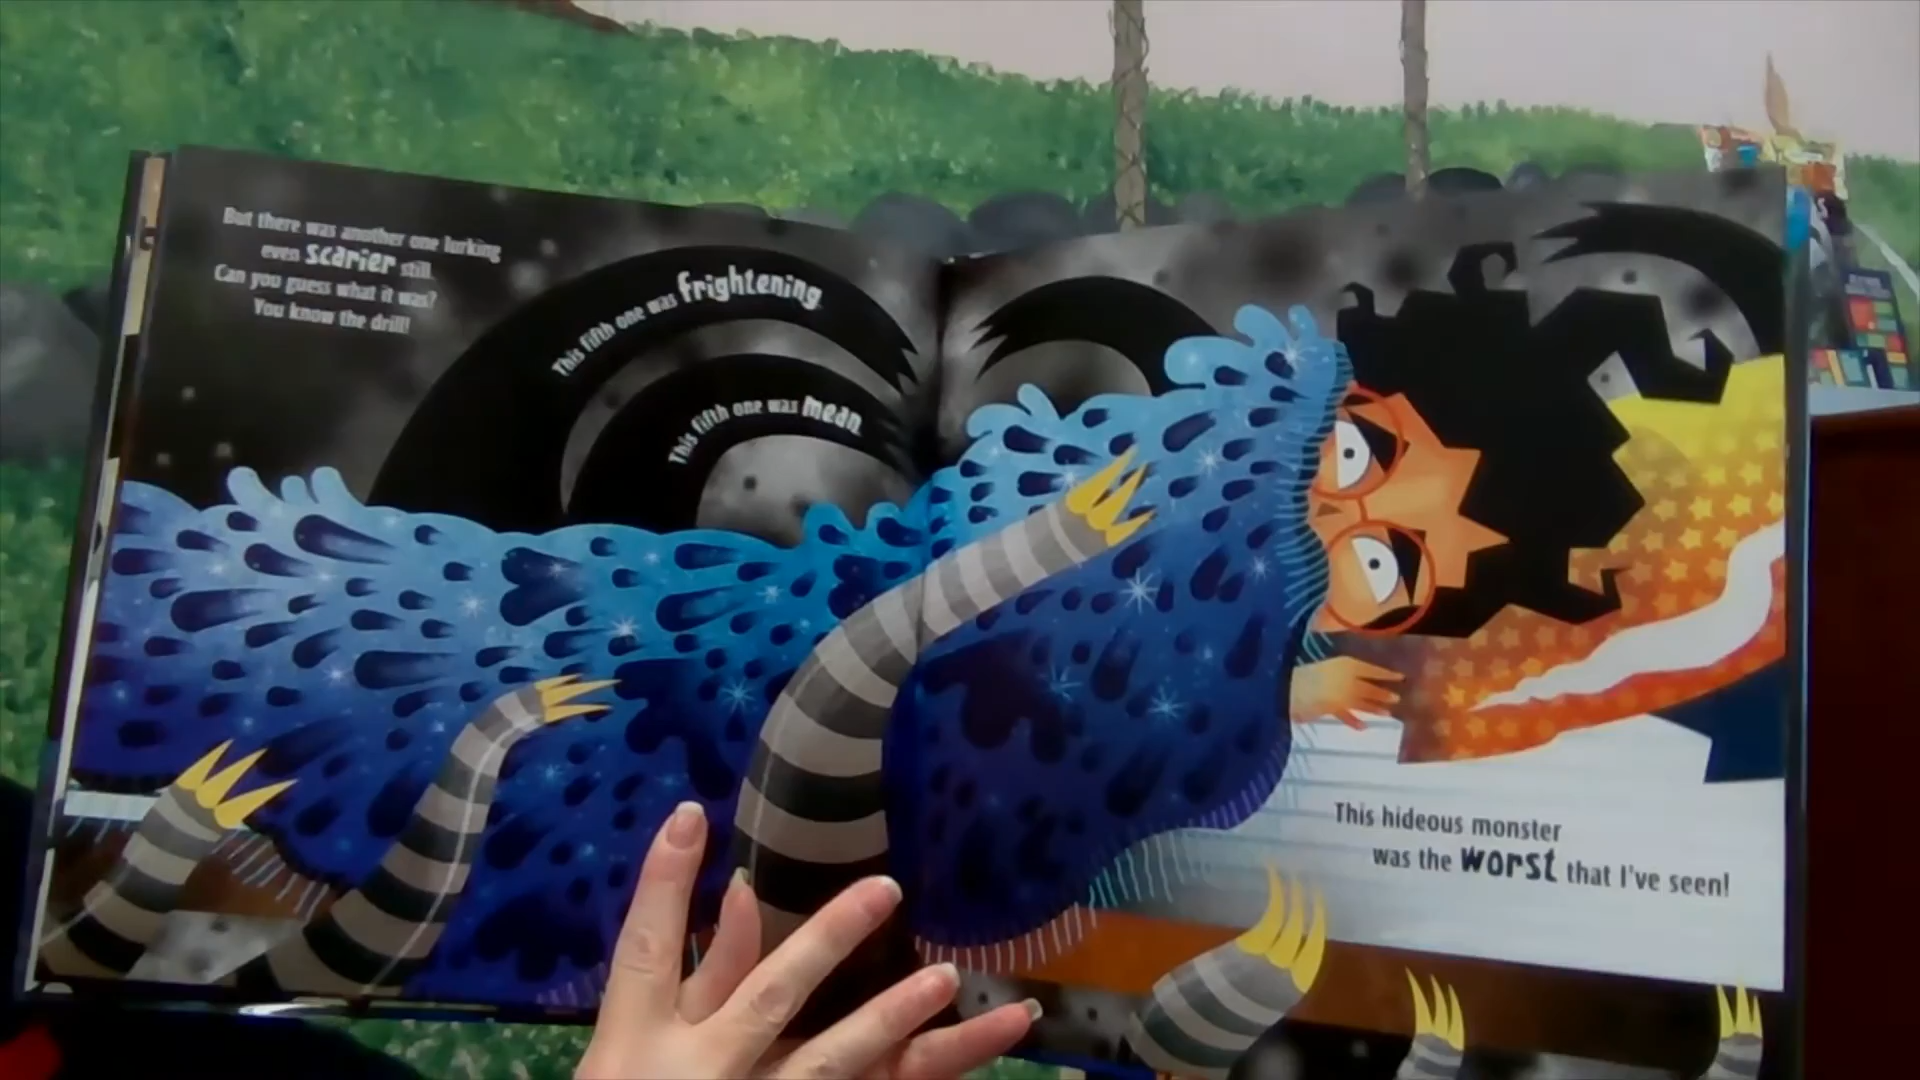 But there was another one lurking
even scarier still.
Can you guess what it was?
You know the drill!
This fifth one was frightening.
This fifth one was mean.
This hideous monster
was the worst that I've seen!